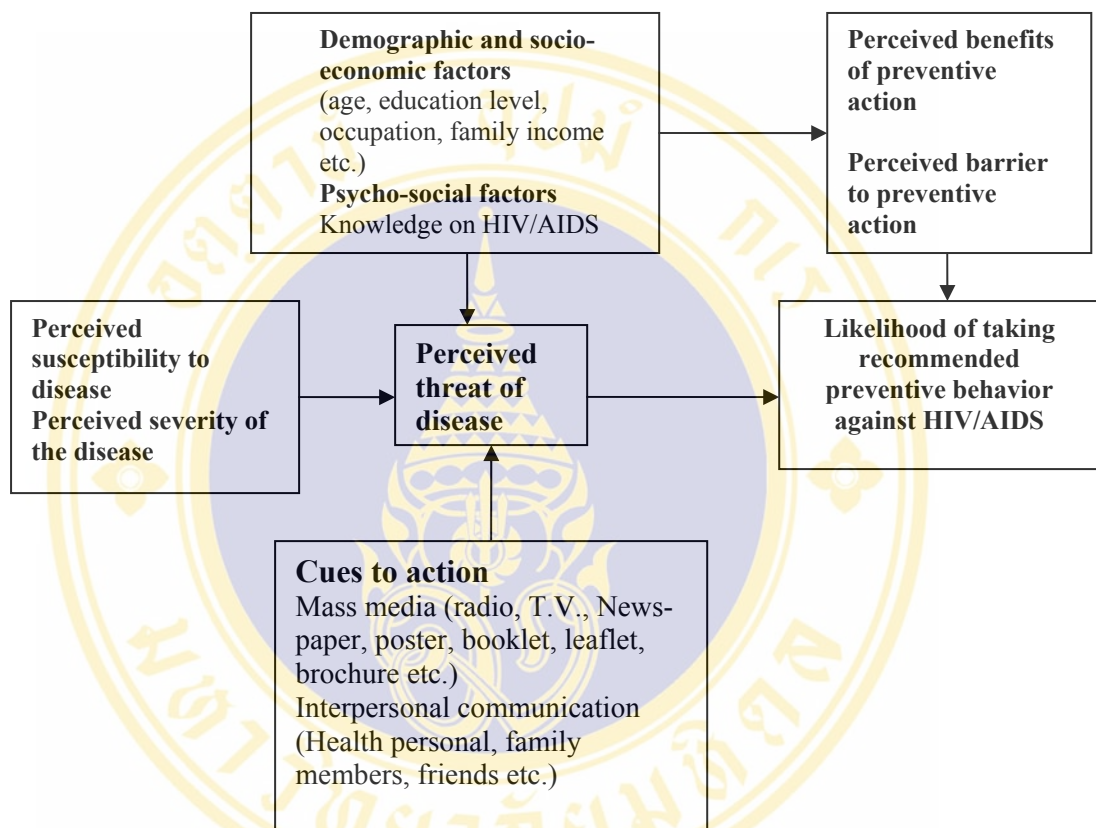 Demographic and socio-
economic factors
(age, education level,
occupation, family income
etc.)
Psycho-social factors
Knowledge on HIV/AIDS
Perceived benefits
of preventive
action
Perceived barrier
to preventive
action
Perceived
susceptibility to
disease
Perceived severity of
the disease
Perceived
threat of
disease
Likelihood of taking
recommended
preventive behavior
against HIV/AIDS
Cues to action
Mass media (radio, T.V., News-
paper, poster, booklet, leaflet,
brochure etc.)
Interpersonal communication
(Health personal, family
members, friends etc.)